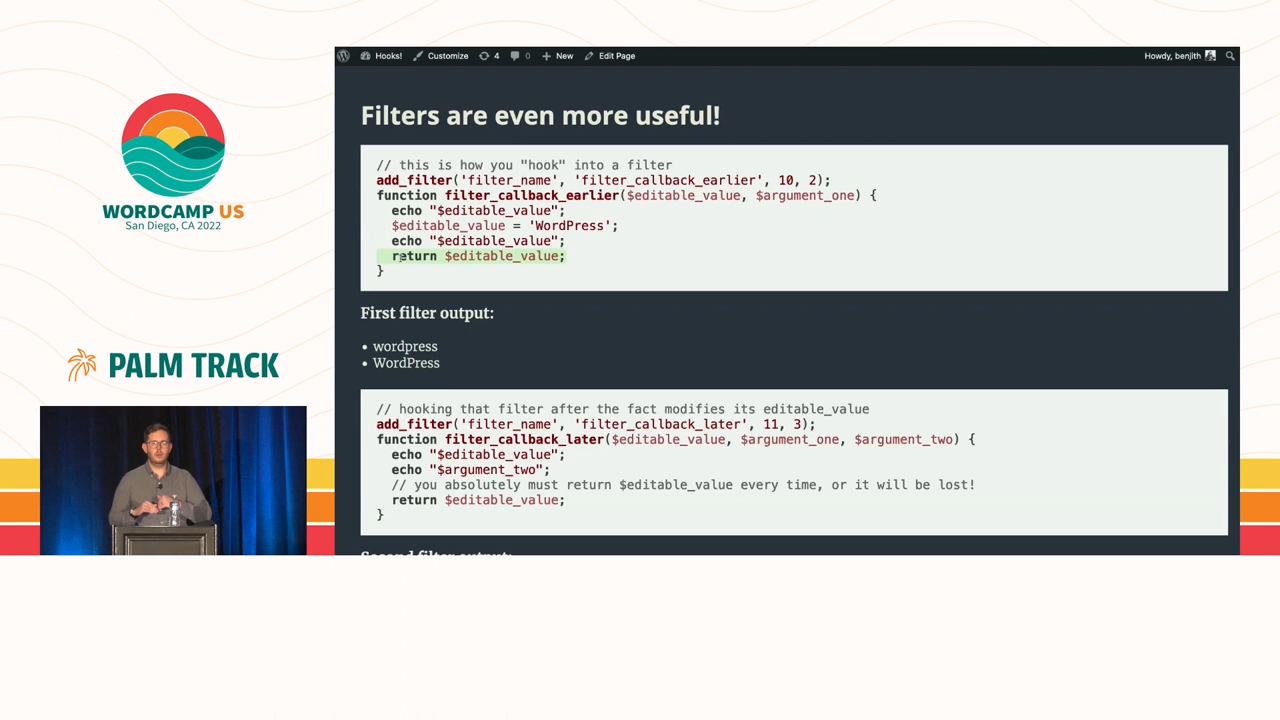 Hooks!
Customize
4
0
New
Edit Page
Howdy, benjith
WORDCAMP US
San Diego, CA 2022
PALM TRACK
Filters are even more useful!
// this is how you "hook" into a filter
add_filter('filter_name', 'filter_callback_earlier', 10, 2);
function filter_callback_earlier($editable_value, $argument_one) {
echo "$editable_value";
$editable_value = 'WordPress';
echo "$editable_value";
return $editable_value;
}
First filter output:
• wordpress
• WordPress
// hooking that filter after the fact modifies its editable_value
add_filter('filter_name', 'filter_callback_later', 11, 3);
function filter_callback_later($editable_value, $argument_one, $argument_two) {
echo "$editable_value";
echo "$argument_two";
// you absolutely must return $editable_value every time, or it will be lost!
return $editable_value;
}
Second filter output: